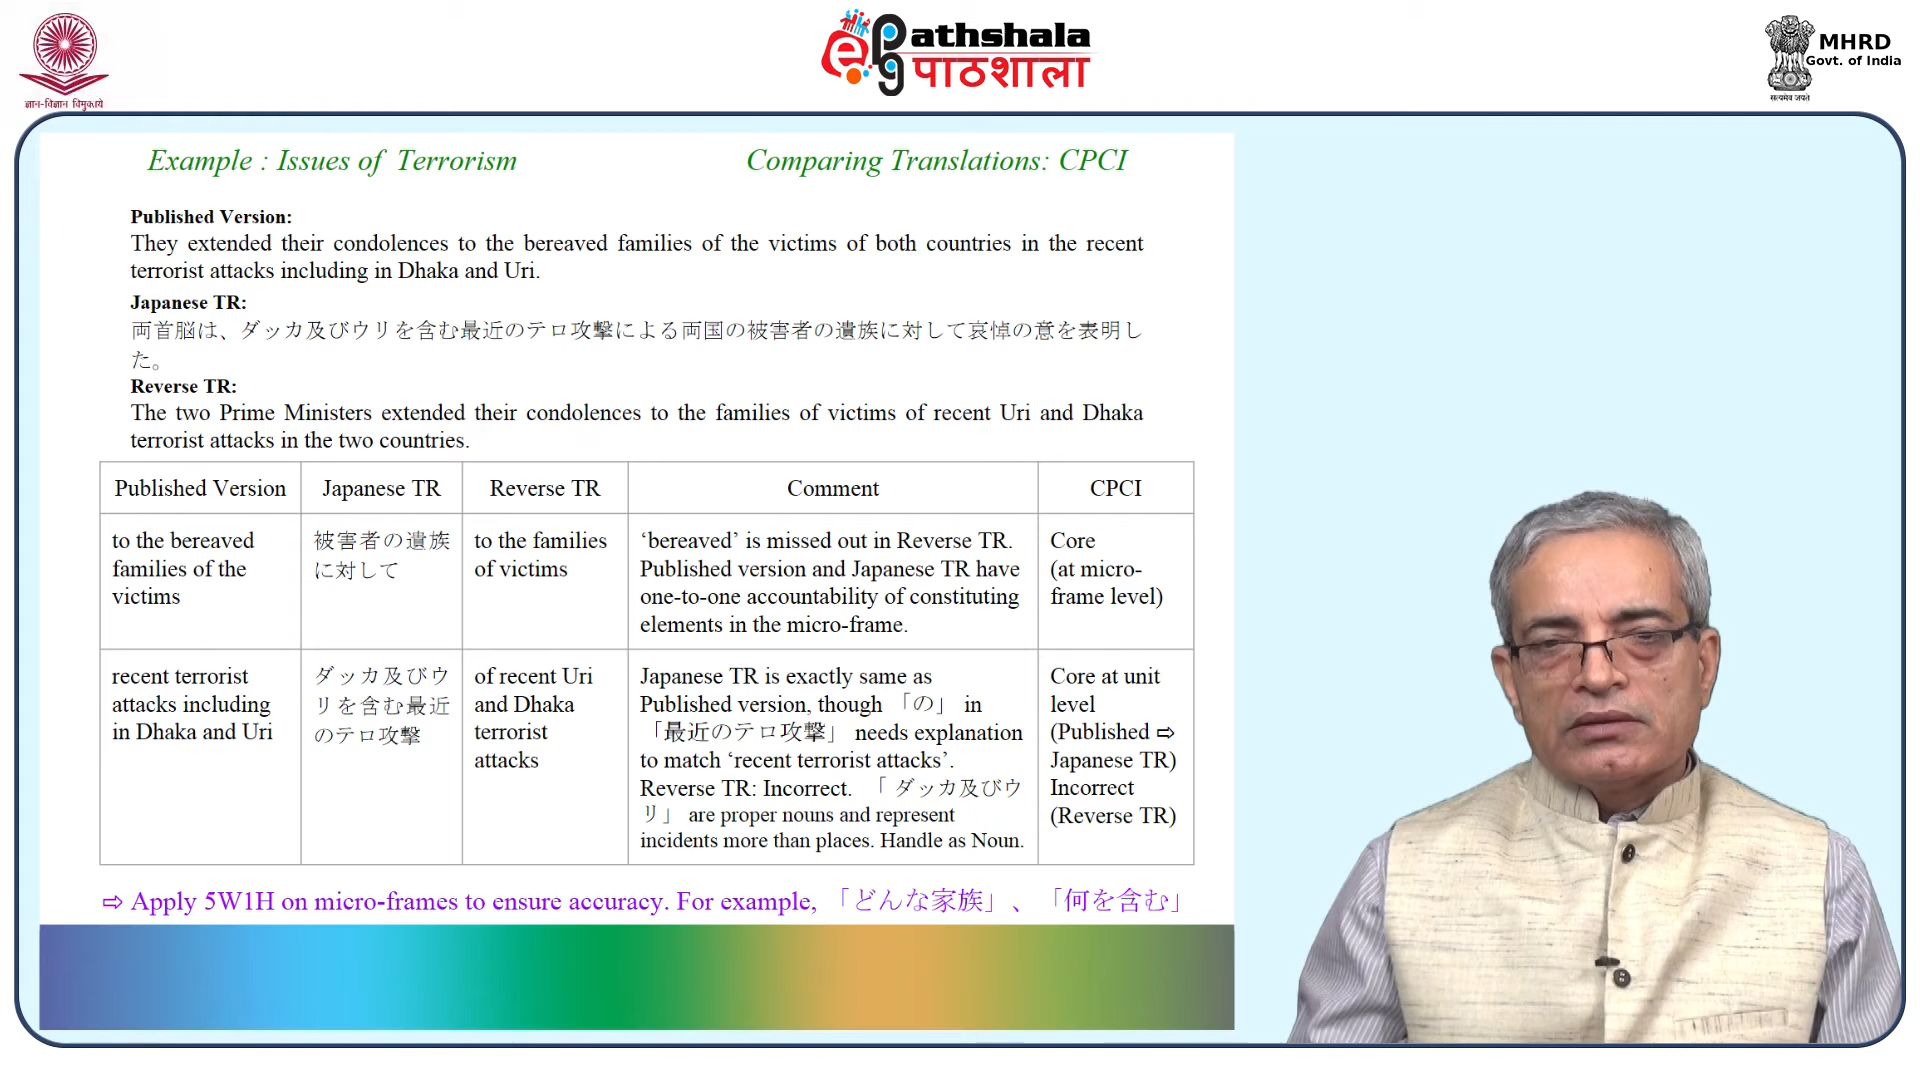 ज्ञान-विज्ञान विमुक्तये
ePathshala
पाठशाला
MHRD
Govt. of India
सत्यमेव जयते
Example : Issues of Terrorism
Comparing Translations: CPCI
Published Version:
They extended their condolences to the bereaved families of the victims of both countries in the recent
terrorist attacks including in Dhaka and Uri.
Japanese TR:
両首脳は、ダッカ及びウリを含む最近のテロ攻撃による両国の被害者の遺族に対して哀悼の意を表明し
た。
Reverse TR:
The two Prime Ministers extended their condolences to the families of victims of recent Uri and Dhaka
terrorist attacks in the two countries.
Published Version
Japanese TR
Reverse TR
Comment
CPCI
to the bereaved
families of the
victims
被害者の遺族
に対して
to the families
of victims
‘bereaved’ is missed out in Reverse TR.
Published version and Japanese TR have
one-to-one accountability of constituting
elements in the micro-frame.
Core
(at micro-
frame level)
recent terrorist
attacks including
in Dhaka and Uri
ダッカ及びウ
リを含む最近
のテロ攻撃
of recent Uri
and Dhaka
terrorist
attacks
Japanese TR is exactly same as
Published version, though 「の」 in
「最近のテロ攻撃」 needs explanation
to match ‘recent terrorist attacks’.
Reverse TR: Incorrect. 「 ダッカ及びウ
リ」 are proper nouns and represent
incidents more than places. Handle as Noun.
Core at unit
level
(Published ⇨
Japanese TR)
Incorrect
(Reverse TR)
⇨ Apply 5W1H on micro-frames to ensure accuracy. For example, 「どんな家族」、「何を含む」